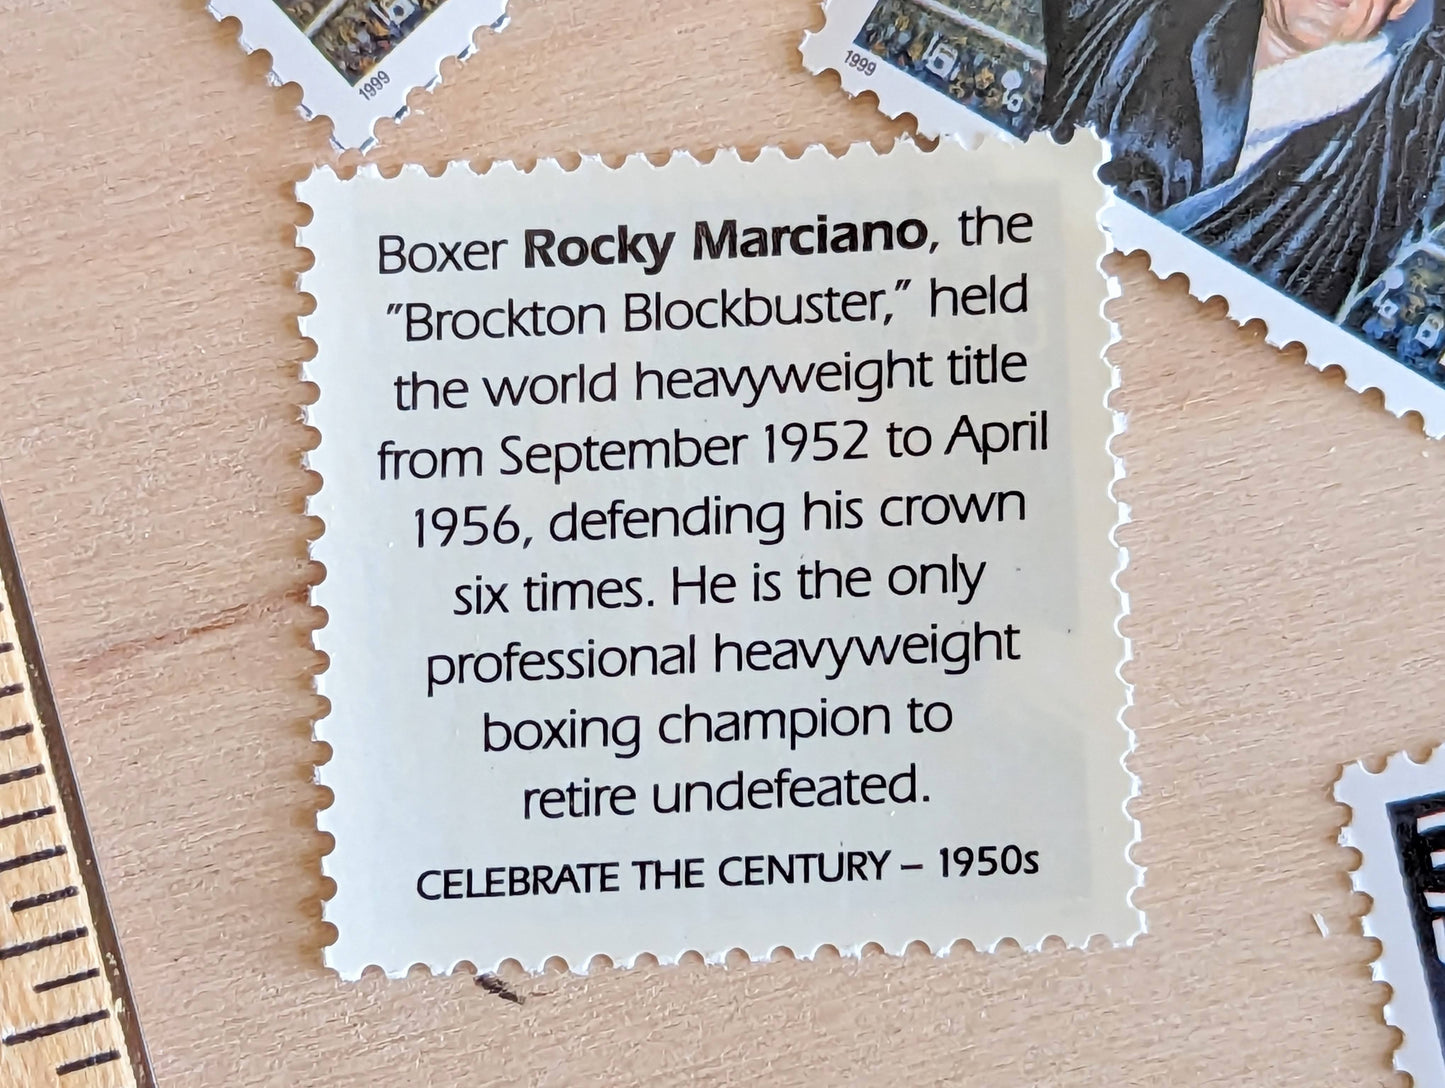 1999
1999
Boxer Rocky Marciano, the
"Brockton Blockbuster," held
the world heavyweight title
from September 1952 to April
1956, defending his crown
six times. He is the only
professional heavyweight
boxing champion to
retire undefeated.
CELEBRATE THE CENTURY – 1950s